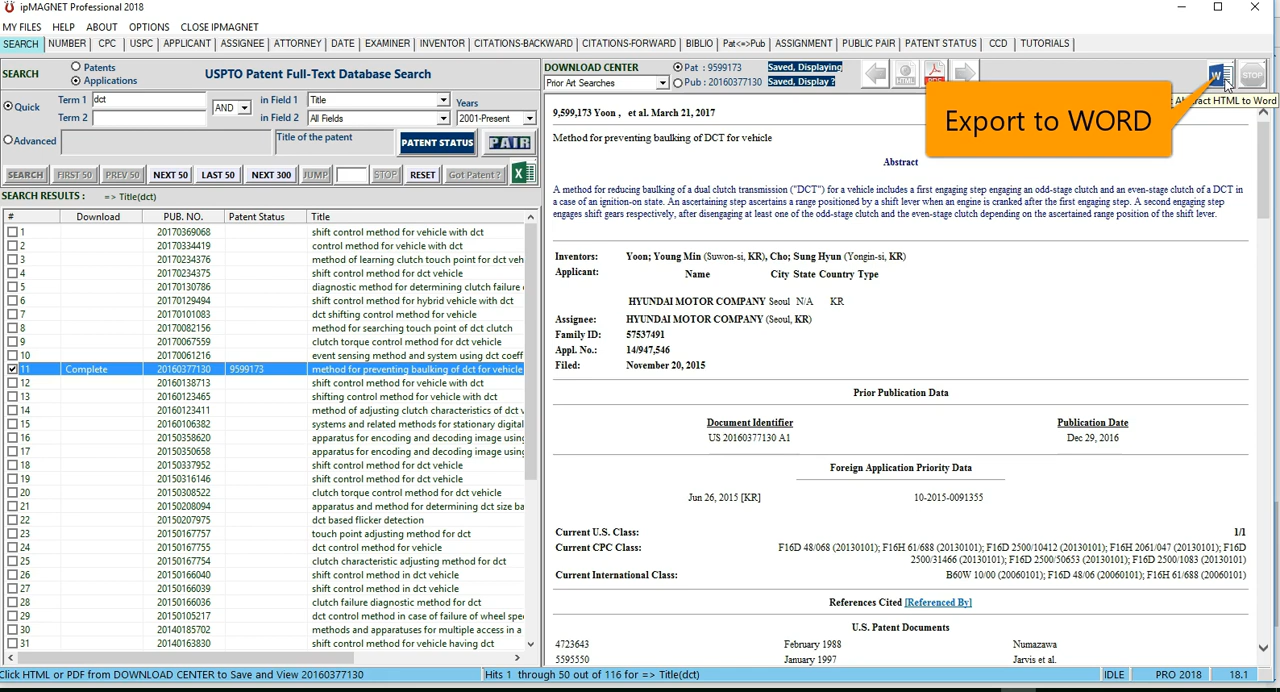 ipMAGNET Professional 2018
MY FILES HELP ABOUT OPTIONS CLOSE IPMAGNET
SEARCH NUMBER CPC USPC APPLICANT ASSIGNEE ATTORNEY DATE EXAMINER INVENTOR CITATIONS-BACKWARD CITATIONS-FORWARD BIBLIO Pat<=>Pub ASSIGNMENT PUBLIC PAIR PATENT STATUS CCD TUTORIALS
SEARCH
Patents
Applications
USPTO Patent Full-Text Database Search
Quick Term 1 dct AND in Field 1 Title Years
Term 2 in Field 2 All Fields 2001-Present
Advanced Title of the patent PATENT STATUS PAIR
SEARCH FIRST 50 PREV 50 NEXT 50 LAST 50 NEXT 300 JUMP STOP RESET Got Patent ?
SEARCH RESULTS: => Title(dct)
# Download PUB. NO. Patent Status Title
1 20170369068 shift control method for vehicle with dct
2 20170334419 control method for vehicle with dct
3 20170234376 method of learning clutch touch point for dct veh
4 20170234375 shift control method for dct vehicle
5 20170130786 diagnostic method for determining clutch failure
6 20170129494 shift control method for hybrid vehicle with dct
7 20170101083 dct shifting control method for vehicle
8 20170082156 method for searching touch point of dct clutch
9 20170067559 clutch torque control method for dct vehicle
10 20170061216 event sensing method and system using dct coeff
11 Complete 20160377130 9599173 method for preventing baulking of dct for vehicle
12 20160138713 shift control method for vehicle with dct
13 20160123465 shifting control method for vehicle with dct
14 20160123411 method of adjusting clutch characteristics of dct v
15 20160106382 systems and related methods for stationary digital
16 20150358620 apparatus for encoding and decoding image using
17 20150350658 apparatus for encoding and decoding image using
18 20150337952 shift control method for dct vehicle
19 20150316146 shift control method for dct vehicle
20 20150308522 clutch torque control method for dct vehicle
21 20150208094 apparatus and method for determining dct size ba
22 20150207975 dct based flicker detection
23 20150167757 touch point adjusting method for dct
24 20150167755 dct control method for vehicle
25 20150167754 clutch characteristic adjusting method for dct
26 20150166040 shift control method in dct vehicle
27 20150166039 shift control method in dct vehicle
28 20150166036 clutch failure diagnostic method for dct
29 20150105217 dct control method in case of failure of wheel spee
30 20140185702 methods and apparatuses for multiple access in a
31 20140163830 shift control method for vehicle having dct
DOWNLOAD CENTER Pat : 9599173 Saved, Displaying
Prior Art Searches Pub : 20160377130 Saved, Display ?
HTML
PDF
W
STOP
Abstract HTML to Word
Export to WORD
9,599,173 Yoon , et al. March 21, 2017
Method for preventing baulking of DCT for vehicle
Abstract
A method for reducing baulking of a dual clutch transmission ("DCT") for a vehicle includes a first engaging step engaging an odd-stage clutch and an even-stage clutch of a DCT in
a case of an ignition-on state. An ascertaining step ascertains a range positioned by a shift lever when an engine is cranked after the first engaging step. A second engaging step
engages shift gears respectively, after disengaging at least one of the odd-stage clutch and the even-stage clutch depending on the ascertained range position of the shift lever.
Inventors: Yoon; Young Min (Suwon-si, KR), Cho; Sung Hyun (Yongin-si, KR)
Applicant: Name City State Country Type
HYUNDAI MOTOR COMPANY Seoul N/A KR
Assignee: HYUNDAI MOTOR COMPANY (Seoul, KR)
Family ID: 57537491
Appl. No.: 14/947,546
Filed: November 20, 2015
Prior Publication Data
Document Identifier Publication Date
US 20160377130 A1 Dec 29, 2016
Foreign Application Priority Data
Jun 26, 2015 [KR] 10-2015-0091355
Current U.S. Class: 1/1
Current CPC Class: F16D 48/068 (20130101); F16H 61/688 (20130101); F16D 2500/10412 (20130101); F16H 2061/047 (20130101); F16D
2500/31466 (20130101); F16D 2500/50653 (20130101); F16D 2500/1083 (20130101)
Current International Class: B60W 10/00 (20060101); F16D 48/06 (20060101); F16H 61/688 (20060101)
References Cited [Referenced By]
U.S. Patent Documents
4723643 February 1988 Numazawa
5595550 January 1997 Jarvis et al.
Click HTML or PDF from DOWNLOAD CENTER to Save and View 20160377130 Hits 1 through 50 out of 116 for => Title(dct) IDLE PRO 2018 18.1